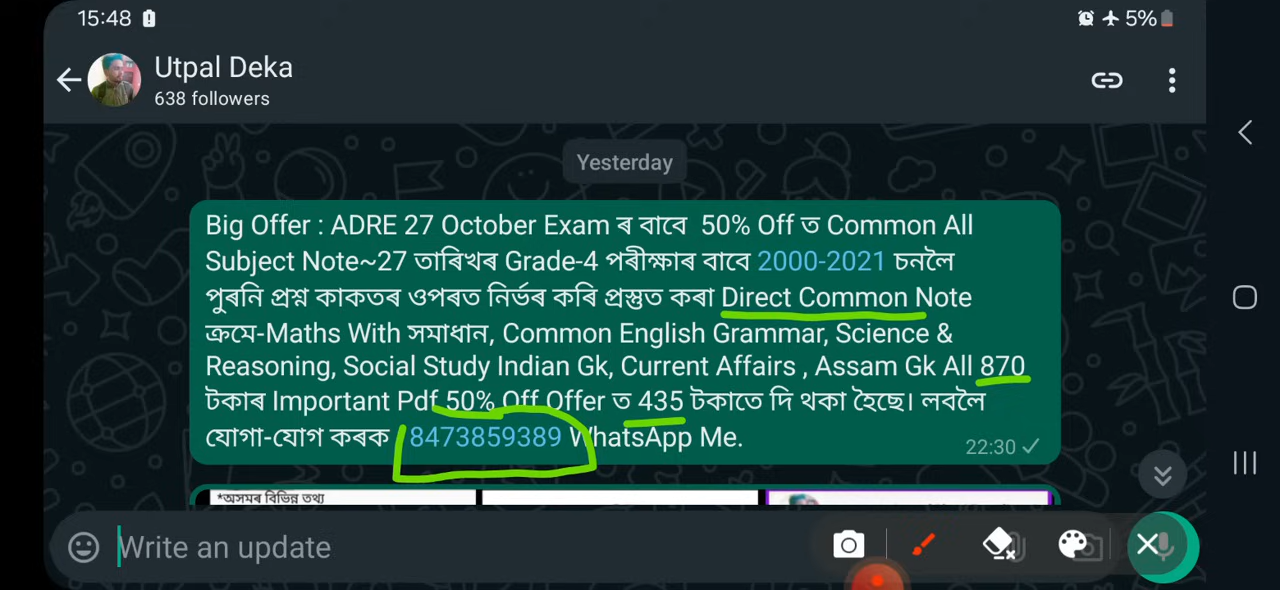 15:48
5%
Utpal Deka
638 followers
Yesterday
Big Offer : ADRE 27 October Exam ৰ বাবে 50% Off ত Common All
Subject Note~27 তাৰিখৰ Grade-4 পৰীক্ষাৰ বাবে 2000-2021 চনলৈ
পুৰনি প্ৰশ্ন কাকতৰ ওপৰত নিৰ্ভৰ কৰি প্ৰস্তুত কৰা Direct Common Note
ক্ৰমে-Maths With সমাধান, Common English Grammar, Science &
Reasoning, Social Study Indian Gk, Current Affairs , Assam Gk All 870
টকাৰ Important Pdf 50% Off Offer ত 435 টকাতে দি থকা হৈছে। লবলৈ
যোগা-যোগ কৰক 8473859389 WhatsApp Me.
22:30
*অসমৰ বিভিন্ন তথ্য
Write an update